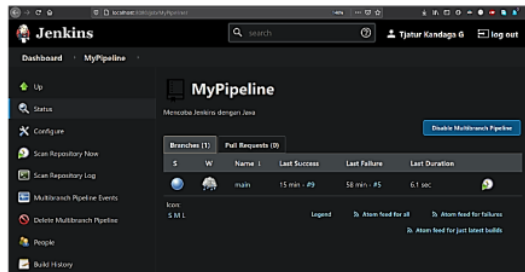 Jenkins
search
Tjatur Kandaga G
log out
Dashboard
MyPipeline
Up
Status
Configure
Scan Repository Now
Scan Repository Log
Multibranch Pipeline Events
Delete Multibranch Pipeline
People
Build History
MyPipeline
Mencoba Jenkins dengan Java
Disable Multibranch Pipeline
Branches (1) Pull Requests (0)
S W Name ↓ Last Success Last Failure Last Duration
main 15 min - #9 58 min - #5 6.1 sec
Icon:
S M L
Legend Atom feed for all Atom feed for failures
Atom feed for just latest builds